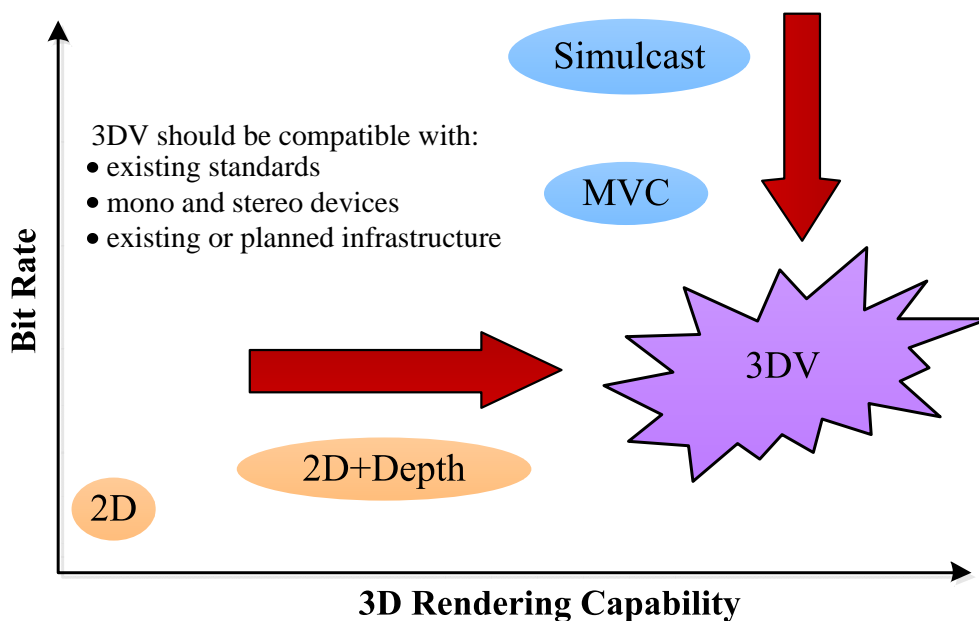 Simulcast
3DV should be compatible with:
• existing standards
• mono and stereo devices
• existing or planned infrastructure
MVC
Bit Rate
3DV
2D+Depth
2D
3D Rendering Capability